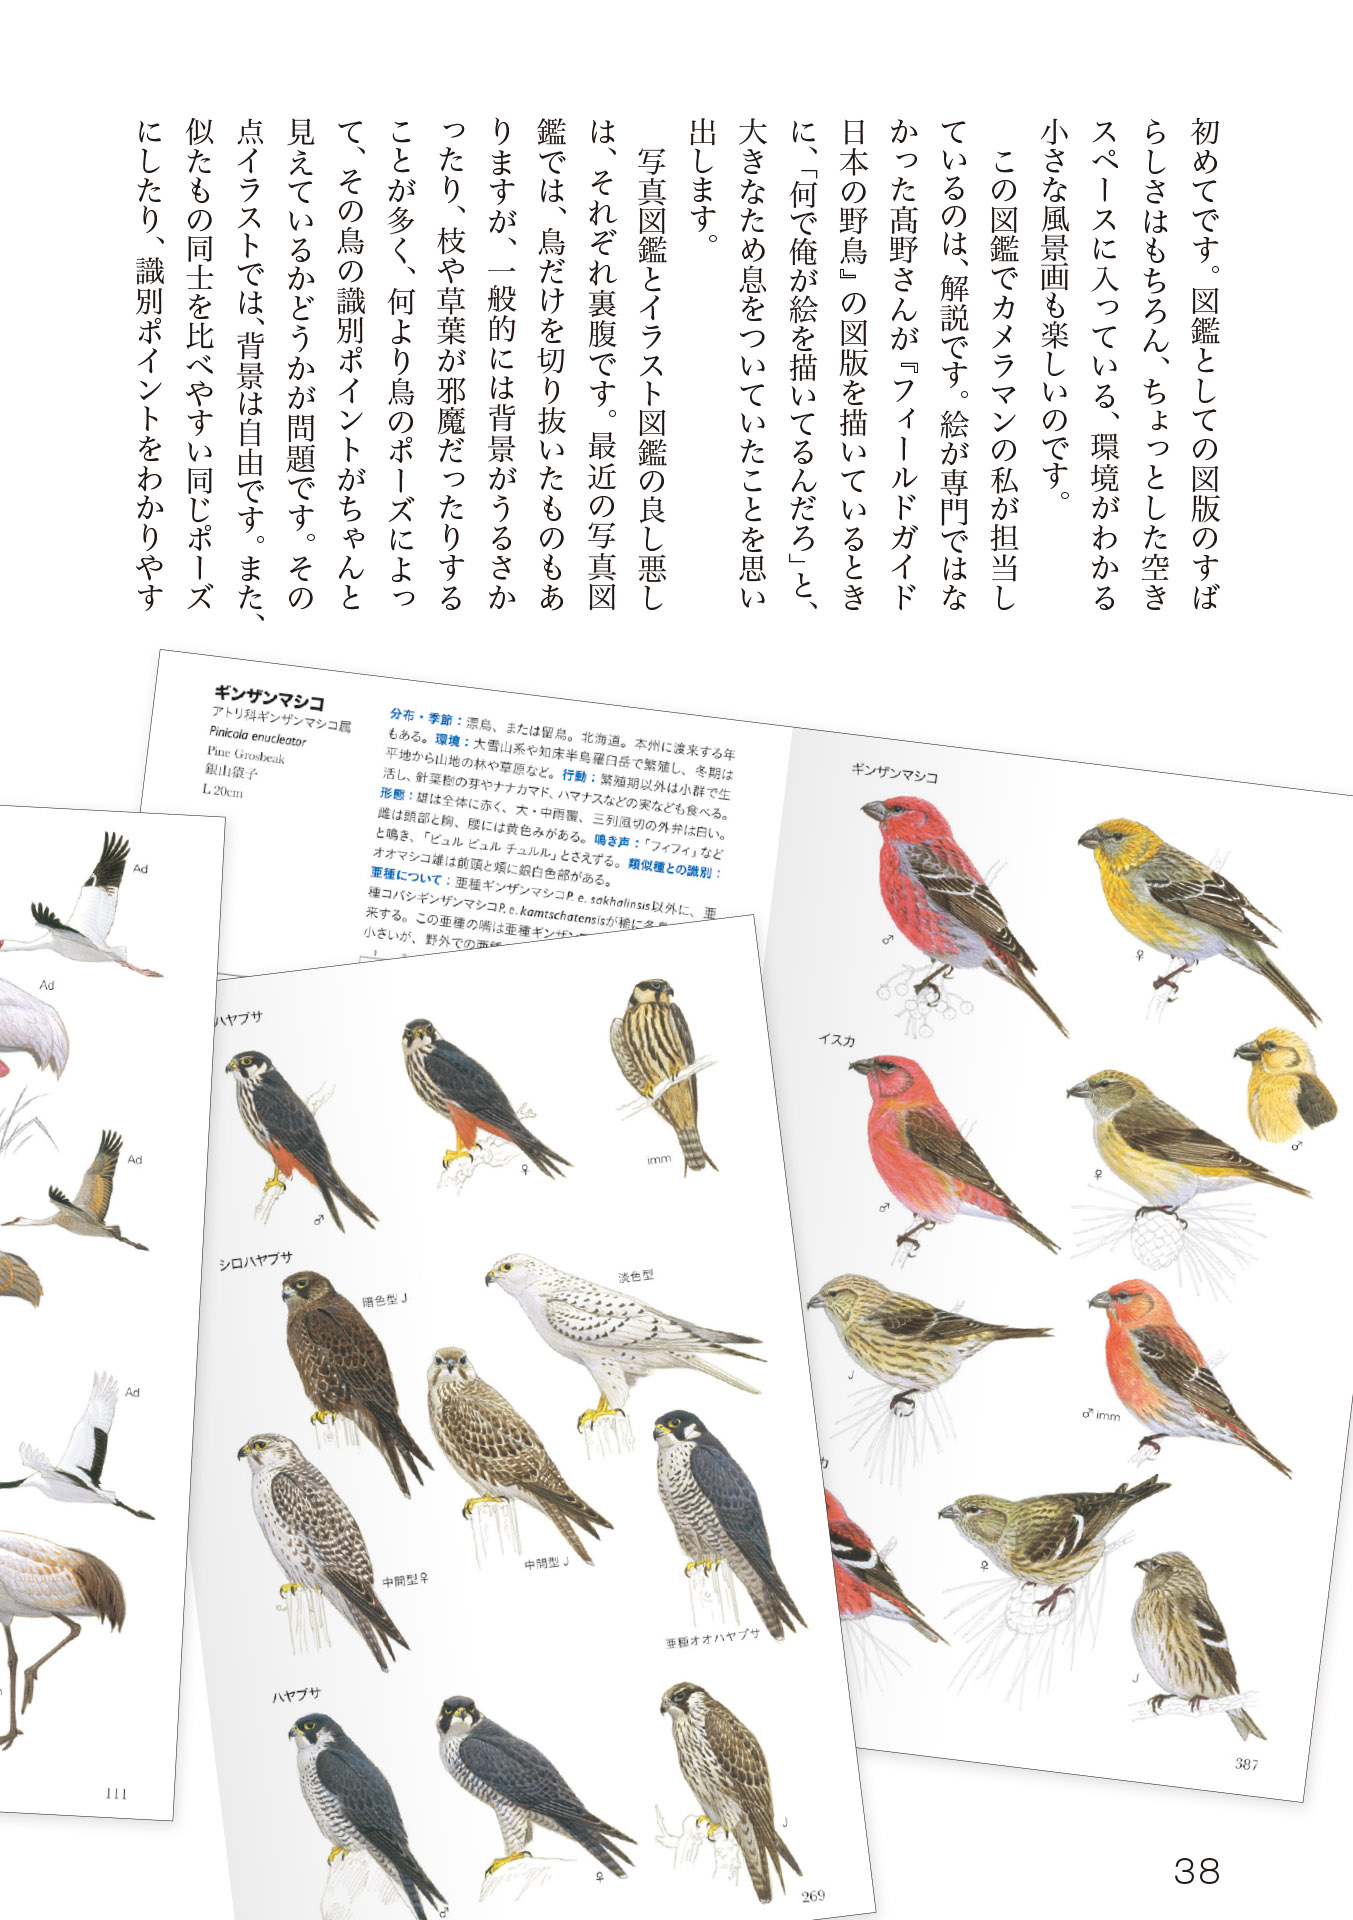 初めてです。図鑑としての図版のすば
らしさはもちろん、ちょっとした空き
スペースに入っている、環境がわかる
小さな風景画も楽しいのです。
この図鑑でカメラマンの私が担当し
ているのは、解説です。絵が専門ではな
かった髙野さんが『フィールドガイド
日本の野鳥』の図版を描いているとき
に、「何で俺が絵を描いてるんだろ」と、
大きなため息をついていたことを思い
出します。
写真図鑑とイラスト図鑑の良し悪し
は、それぞれ裏腹です。最近の写真図
鑑では、鳥だけを切り抜いたものもあ
りますが、一般的には背景がうるさか
ったり、枝や草葉が邪魔だったりする
ことが多く、何より鳥のポーズによっ
て、その鳥の識別ポイントがちゃんと
見えているかどうかが問題です。その
点イラストでは、背景は自由です。また、
似たもの同士を比べやすい同じポーズ
にしたり、識別ポイントをわかりやす
ギンザンマシコ
アトリ科ギンザンマシコ属
Pinicola enucleator
Pine Grosbeak
銀山猿子
L 20cm
分布・季節：漂鳥、または留鳥。北海道。本州に渡来する年
もある。環境：大雪山系や知床半島羅臼岳で繁殖し、冬期は
平地から山地の林や草原など。行動：繁殖期以外は小群で生
活し、針葉樹の芽やナナカマド、ハマナスなどの実なども食べる。
形態：雄は全体に赤く、大・中雨覆、三列風切の外弁は白い。
雌は頭部と胸、腰には黄色みがある。鳴き声：「フィフィ」など
と鳴き、「ピュル ピュル チュルル」とさえずる。類似種との識別：
オオマシコ雄は前頭と頬に銀白色部がある。
亜種について：亜種ギンザンマシコP. e. sakhalinsis以外に、亜
種コバシギンザンマシコP. e. kamtschatensisが稀に冬
来する。この亜種の嘴は亜種ギンザン
小さいが、野外での亜種
ギンザンマシコ
♂
♀
イスカ
♂
♀
♂
J
♂ imm
カ
♀
J
387
ハヤブサ
♂
♀
imm
シロハヤブサ
暗色型 J
淡色型
中間型♀
中間型 J
亜種オオハヤブサ
ハヤブサ
♂
♀
J
269
Ad
Ad
Ad
Ad
111
38